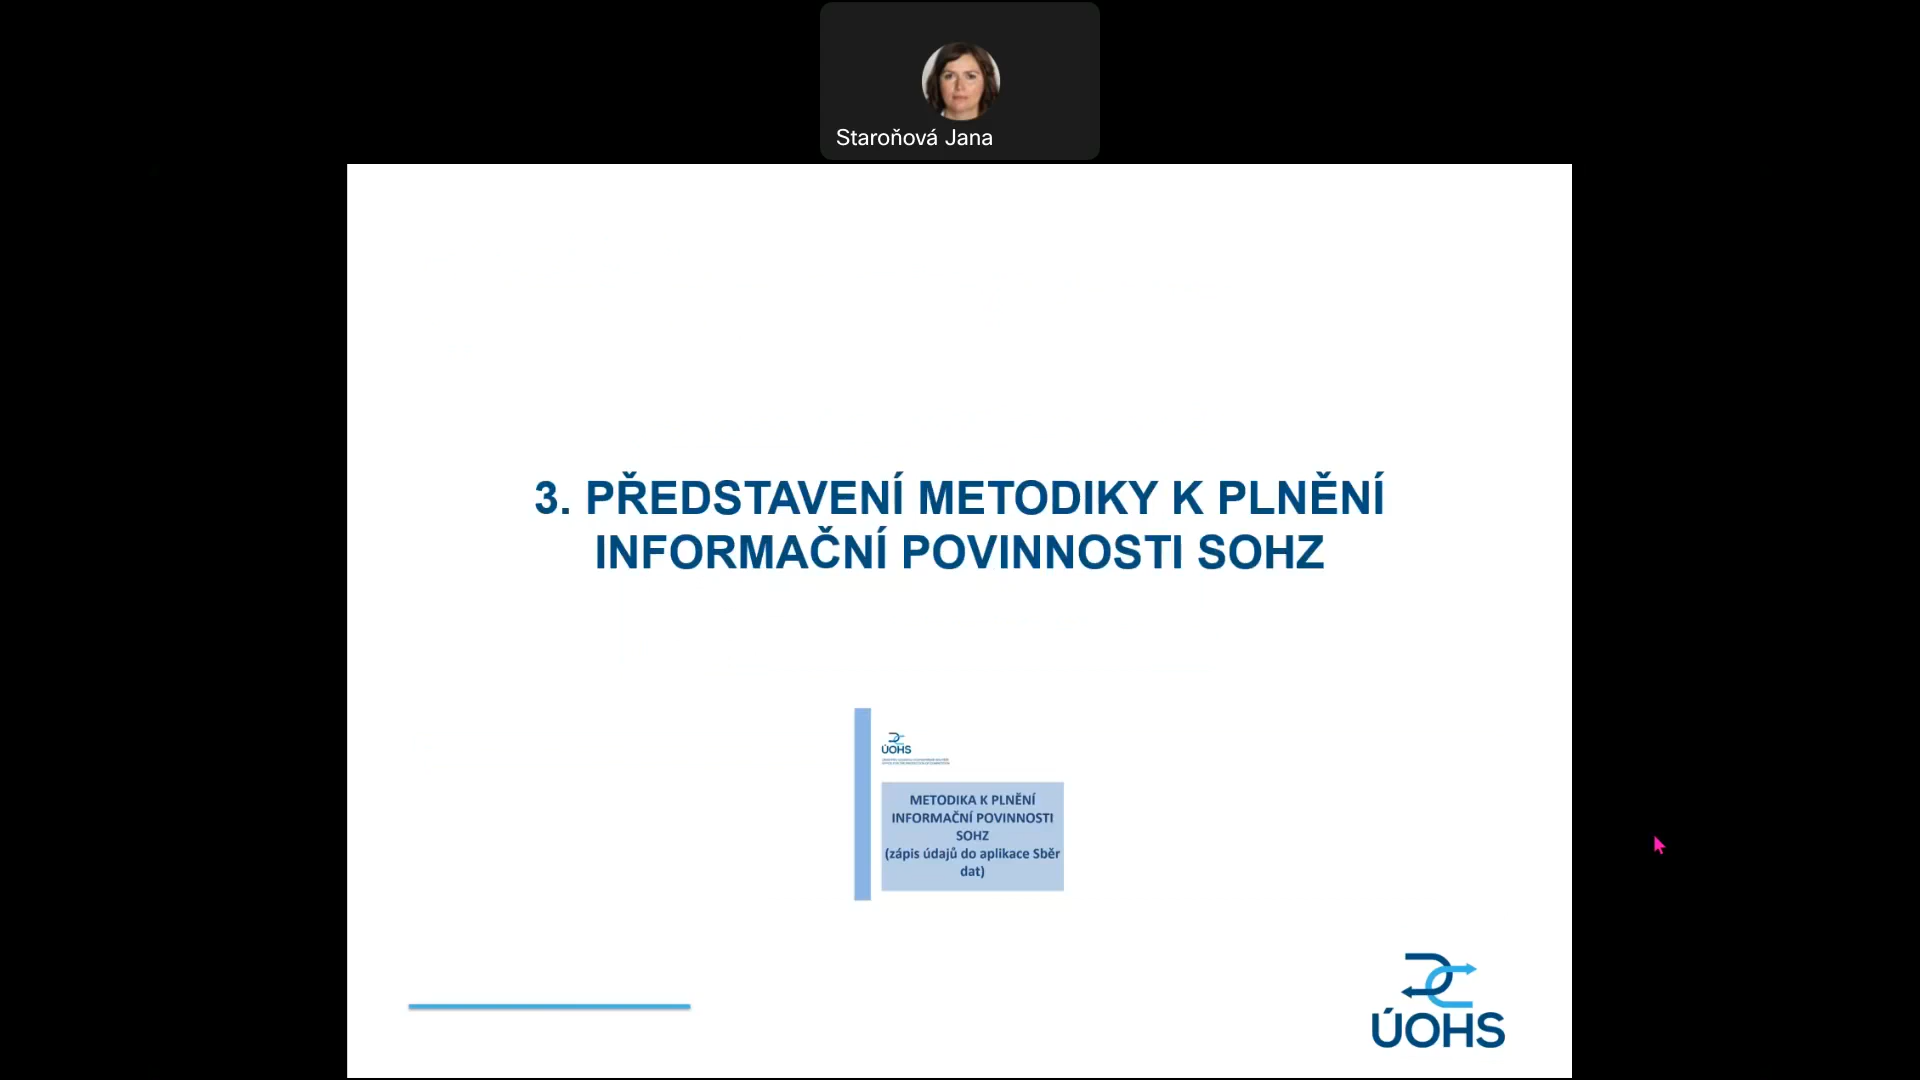 Staroňová Jana
3. PŘEDSTAVENÍ METODIKY K PLNĚNÍ
INFORMAČNÍ POVINNOSTI SOHZ
ÚOHS
METODIKA K PLNĚNÍ
INFORMAČNÍ POVINNOSTI
SOHZ
(zápis údajů do aplikace Sběr
dat)
ÚOHS